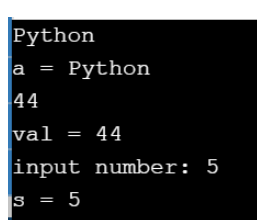 Python
a = Python
44
val = 44
input number: 5
s = 5